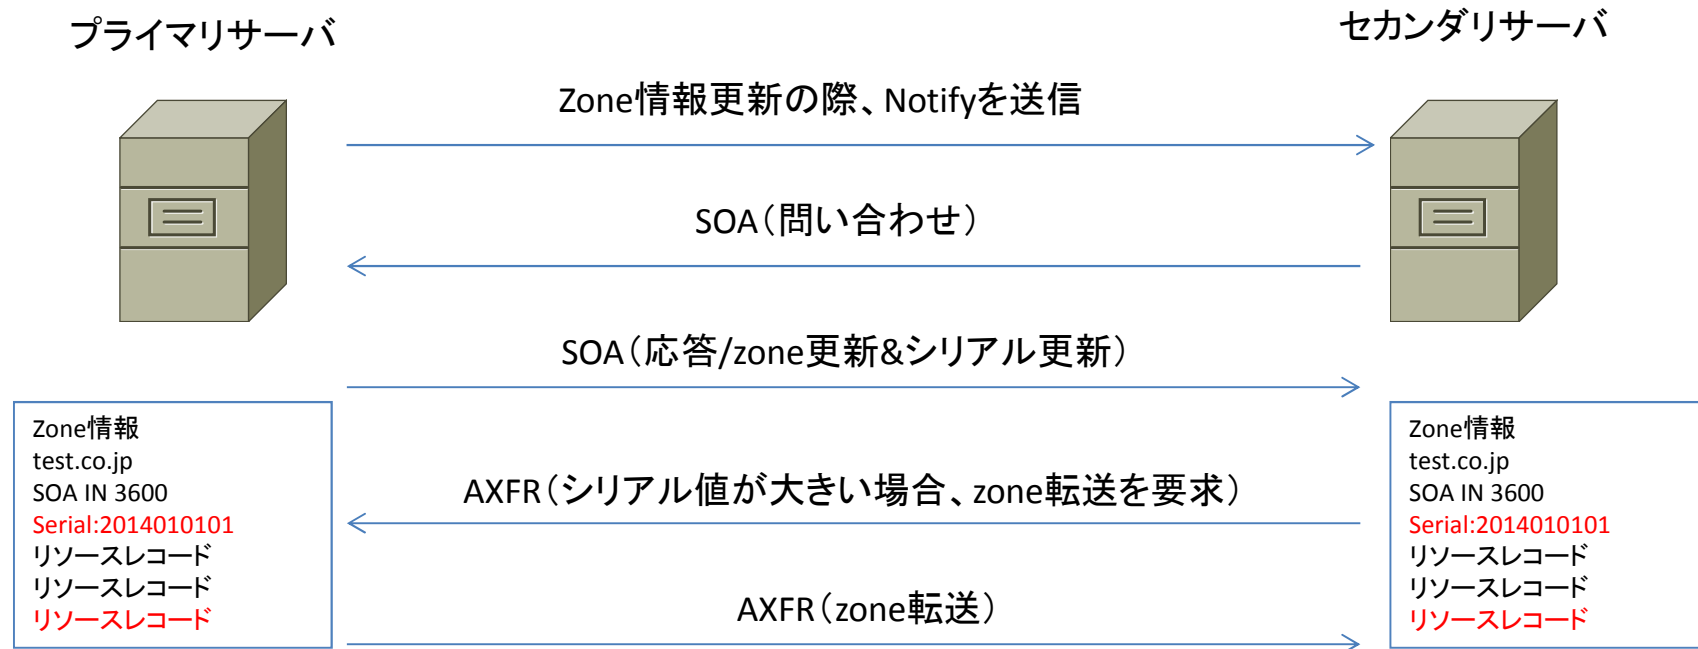 プライマリサーバ
セカンダリサーバ
Zone情報更新の際、Notifyを送信
SOA（問い合わせ）
SOA（応答/zone更新&シリアル更新）
AXFR（シリアル値が大きい場合、zone転送を要求）
AXFR（zone転送）
Zone情報
test.co.jp
SOA IN 3600
Serial:2014010101
リソースレコード
リソースレコード
リソースレコード
Zone情報
test.co.jp
SOA IN 3600
Serial:2014010101
リソースレコード
リソースレコード
リソースレコード